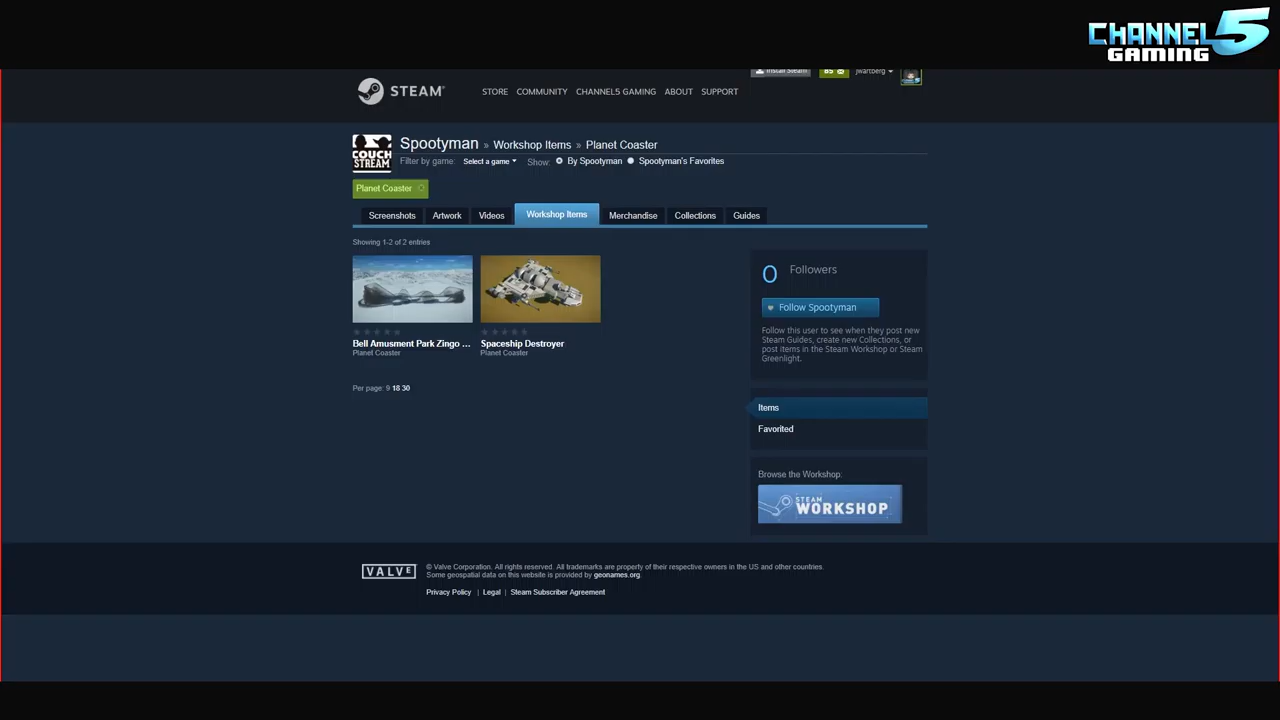 CHANNEL 5
GAMING
Install Steam
85
jwartberg
STEAM
STORE COMMUNITY CHANNEL5 GAMING ABOUT SUPPORT
COUCH
STREAM
Spootyman » Workshop Items » Planet Coaster
Filter by game: Select a game Show: By Spootyman Spootyman's Favorites
Planet Coaster
Screenshots Artwork Videos Workshop Items Merchandise Collections Guides
Showing 1-2 of 2 entries
Bell Amusment Park Zingo ...
Planet Coaster
Spaceship Destroyer
Planet Coaster
Per page: 9 18 30
0 Followers
Follow Spootyman
Follow this user to see when they post new
Steam Guides, create new Collections, or
post items in the Steam Workshop or Steam
Greenlight.
Items
Favorited
Browse the Workshop:
STEAM
WORKSHOP
VALVE
© Valve Corporation. All rights reserved. All trademarks are property of their respective owners in the US and other countries.
Some geospatial data on this website is provided by geonames.org.
Privacy Policy | Legal | Steam Subscriber Agreement